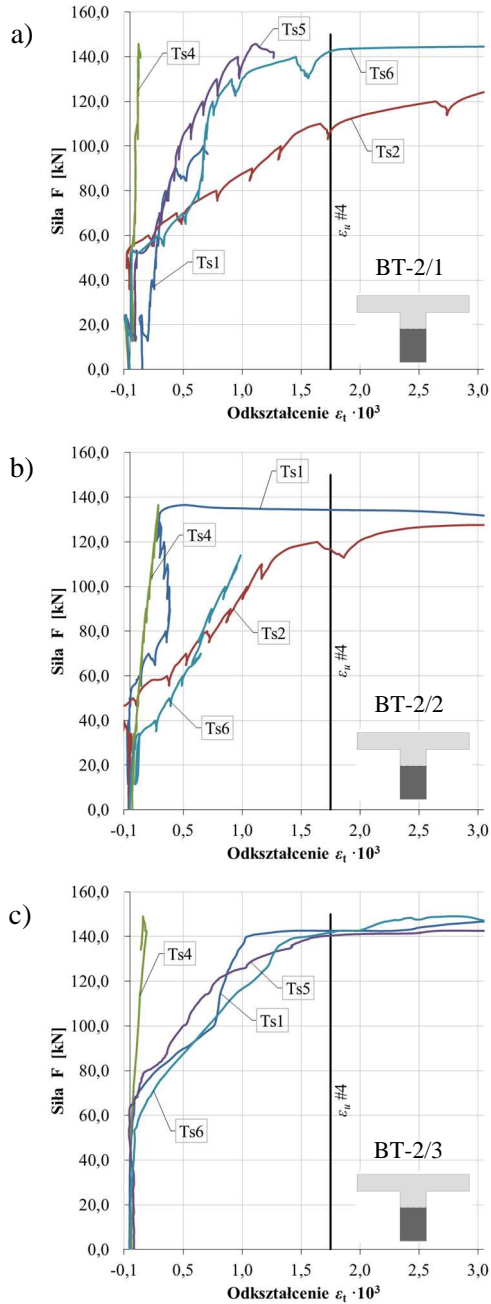 a)
160,0
140,0
120,0
100,0
80,0
60,0
40,0
20,0
0,0
Siła F [kN]
Ts4
Ts5
Ts6
Ts2
Ts1
εu #4
BT-2/1
-0,1 0,5 1,0 1,5 2,0 2,5 3,0
Odkształcenie εt ·10³
b)
160,0
140,0
120,0
100,0
80,0
60,0
40,0
20,0
0,0
Siła F [kN]
Ts1
Ts4
Ts2
Ts6
εu #4
BT-2/2
-0,1 0,5 1,0 1,5 2,0 2,5 3,0
Odkształcenie εt ·10³
c)
160,0
140,0
120,0
100,0
80,0
60,0
40,0
20,0
0,0
Siła F [kN]
Ts4
Ts5
Ts1
Ts6
εu #4
BT-2/3
-0,1 0,5 1,0 1,5 2,0 2,5 3,0
Odkształcenie εt ·10³